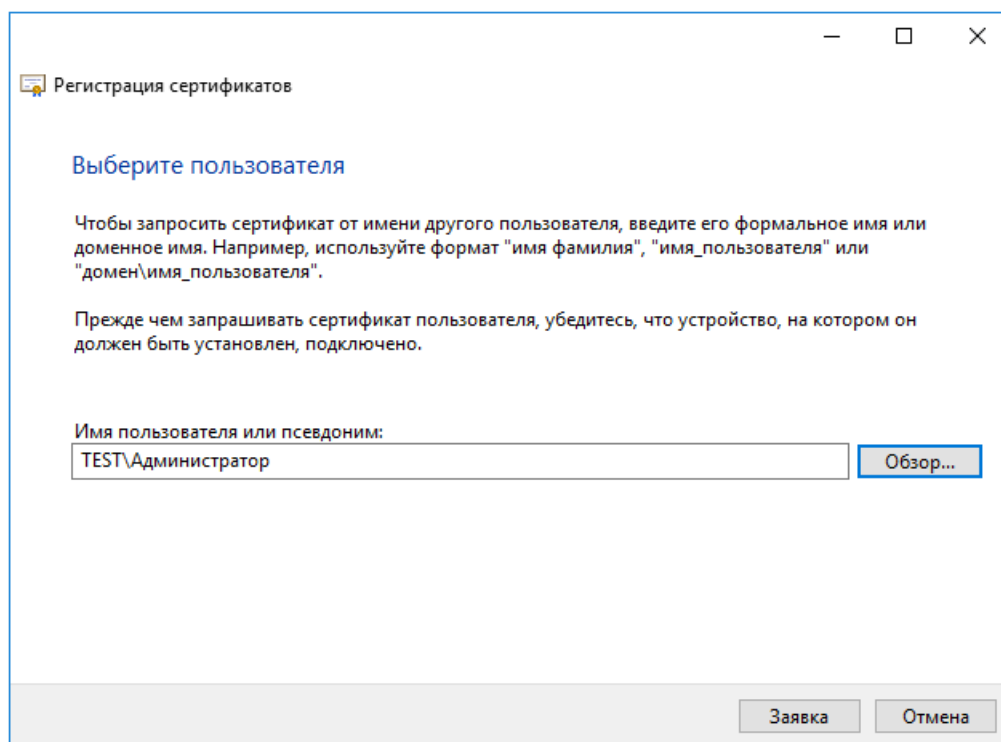 Регистрация сертификатов
Выберите пользователя
Чтобы запросить сертификат от имени другого пользователя, введите его формальное имя или
доменное имя. Например, используйте формат "имя фамилия", "имя_пользователя" или
"домен\имя_пользователя".
Прежде чем запрашивать сертификат пользователя, убедитесь, что устройство, на котором он
должен быть установлен, подключено.
Имя пользователя или псевдоним:
TEST\Администратор
Обзор...
Заявка
Отмена